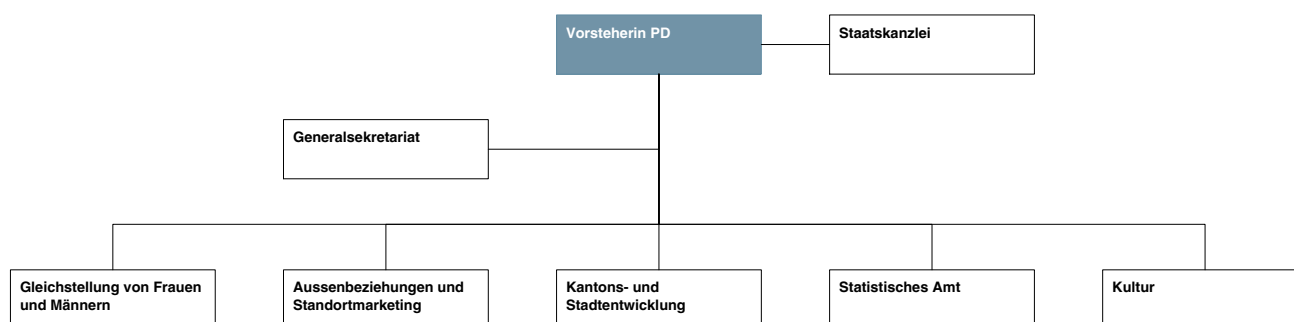 Vorsteherin PD
Staatskanzlei
Generalsekretariat
Gleichstellung von Frauen
und Männern
Aussenbeziehungen und
Standortmarketing
Kantons- und
Stadtentwicklung
Statistisches Amt
Kultur